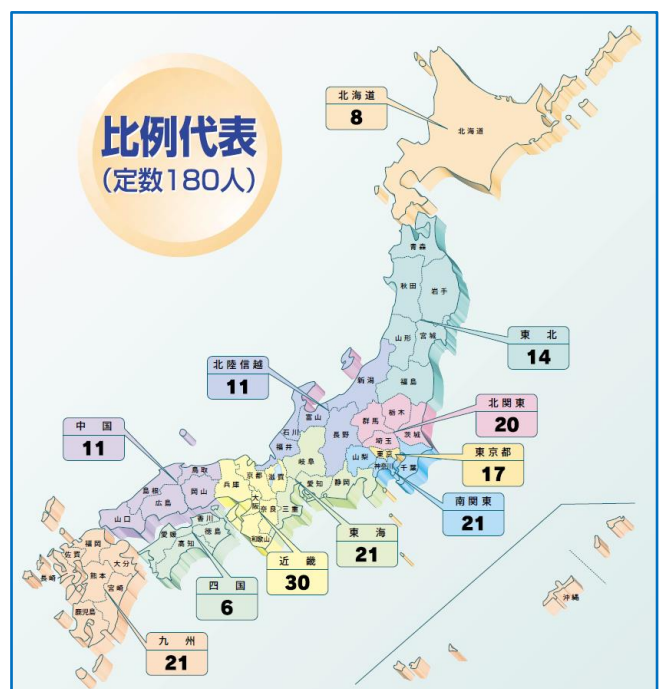 比例代表
(定数180人)
北海道
8
北海道
青森
秋田
岩手
山形
宮城
福島
東北
14
北陸信越
11
新潟
富山
石川
福井
長野
群馬
栃木
茨城
埼玉
北関東
20
東京
東京都
17
山梨
神奈川
千葉
南関東
21
中国
11
鳥取
島根
岡山
広島
山口
岐阜
愛知
静岡
三重
東海
21
京都
滋賀
兵庫
大阪
奈良
和歌山
近畿
30
香川
徳島
愛媛
高知
四国
6
福岡
佐賀
長崎
大分
熊本
宮崎
鹿児島
沖縄
九州
21